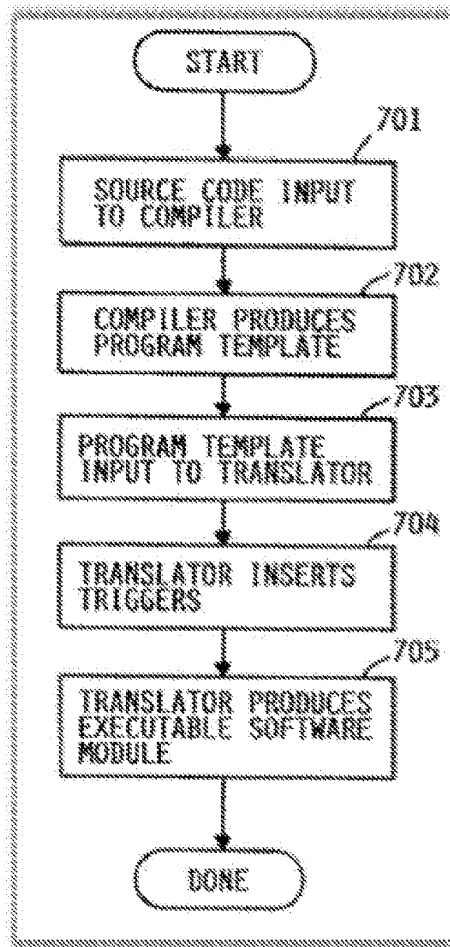 START
701
SOURCE CODE INPUT
TO COMPILER
702
COMPILER PRODUCES
PROGRAM TEMPLATE
703
PROGRAM TEMPLATE
INPUT TO TRANSLATOR
704
TRANSLATOR INSERTS
TRIGGERS
705
TRANSLATOR PRODUCES
EXECUTABLE SOFTWARE
MODULE
DONE